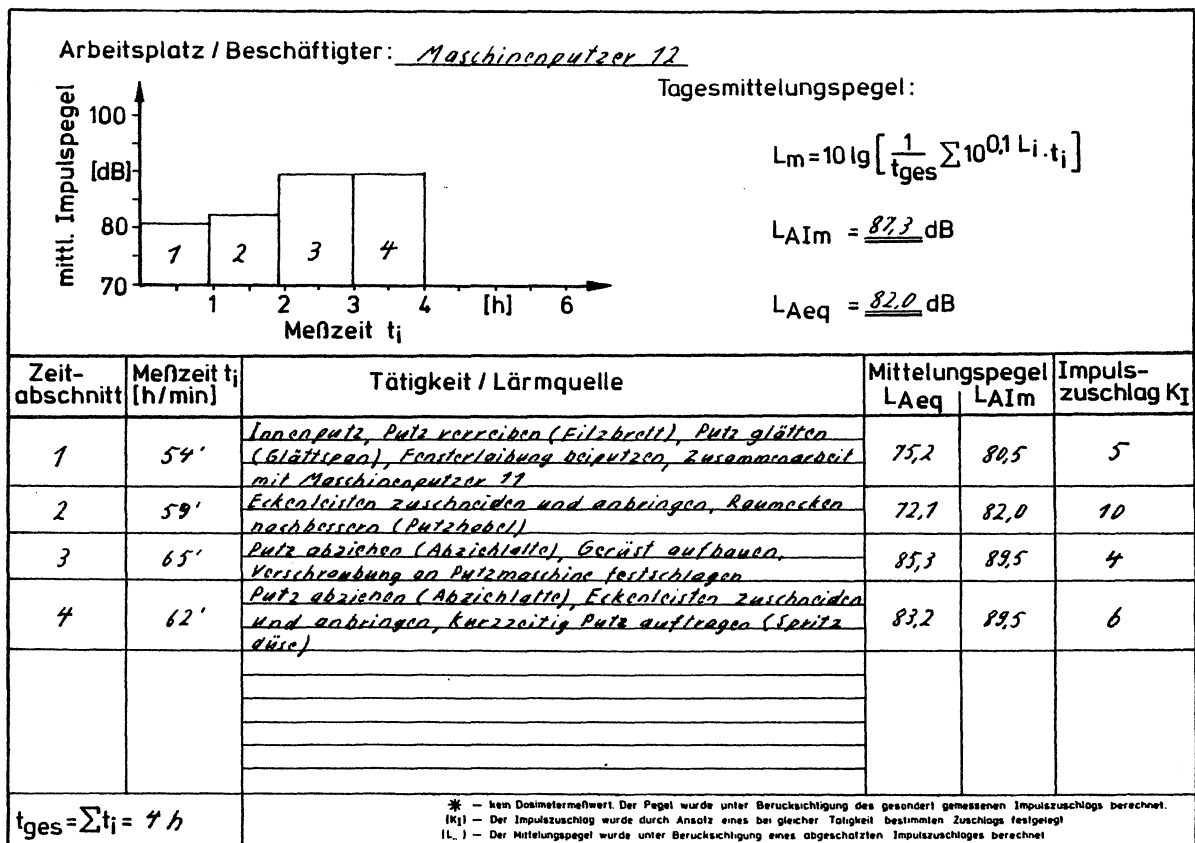 Arbeitsplatz / Beschäftigter: Maschinenputzer 12
mittl. Impulspegel
[dB]
100
80
70
1 2 3 4
1 2 3 4 [h] 6
Meßzeit ti
Tagesmittelungspegel:
Lm = 10 lg [ 1/tges ∑ 10^0,1 Li · ti ]
LAIm = 87,3 dB
LAeq = 82,0 dB
Zeit-abschnitt | Meßzeit ti [h/min] | Tätigkeit / Lärmquelle | Mittelungspegel LAeq | LAIm | Impuls-zuschlag KI
1 54' Innenputz, Putz verreiben (Filzbrett), Putz glätten
(Glättspan), Fensterlaibung beiputzen, Zusammenarbeit
mit Maschinenputzer 11 75,2 80,5 5
2 59' Eckenleisten zuschneiden und anbringen, Raumecken
nachbessern (Putzhobel) 72,1 82,0 10
3 65' Putz abziehen (Abziehlatte), Gerüst aufbauen,
Verschraubung an Putzmaschine festschlagen 85,3 89,5 4
4 62' Putz abziehen (Abziehlatte), Eckenleisten zuschneiden
und anbringen, kurzzeitig Putz auftragen (Spritz
düse) 83,2 89,5 6
tges = ∑ti = 4 h
* – kein Dosimetermeßwert. Der Pegel wurde unter Berucksichtigung des gesondert gemessenen Impulszuschlags berechnet.
(KI) – Der Impulszuschlag wurde durch Ansatz eines bei gleicher Tatigkeit bestimmten Zuschlags festgelegt
(L..) – Der Mittelungspegel wurde unter Berucksichtigung eines abgeschatzten Impulszuschlages berechnet